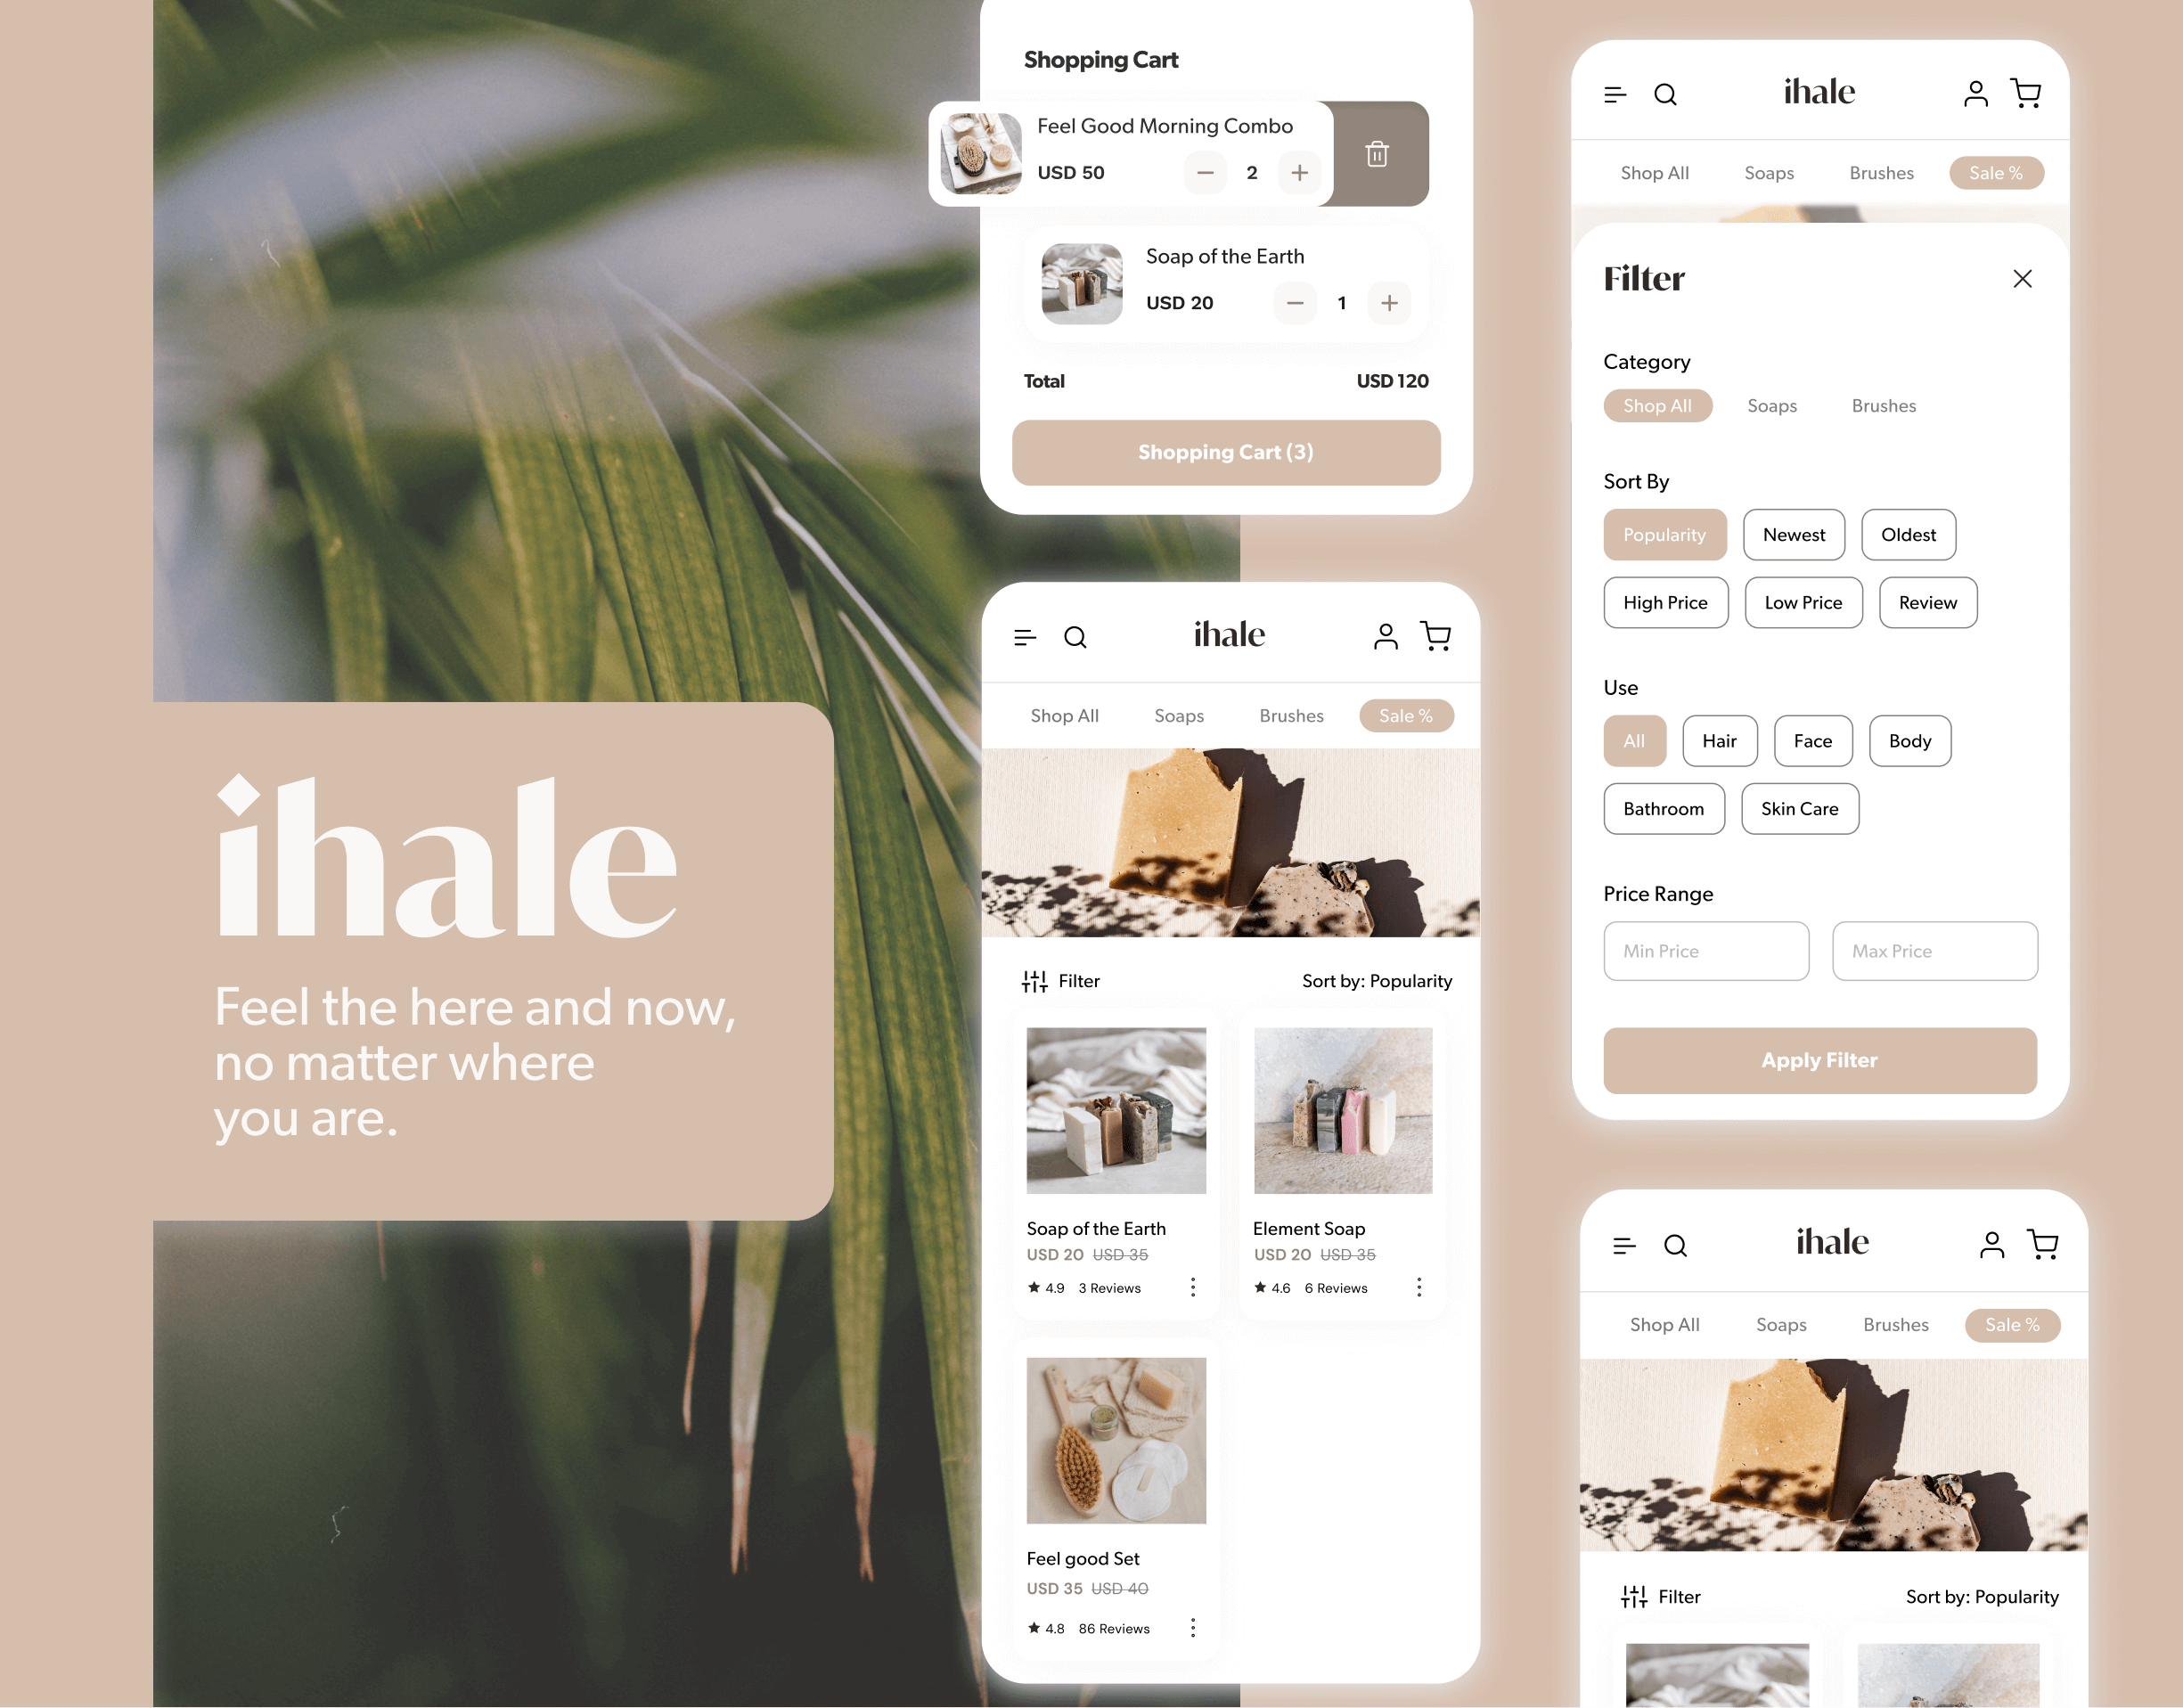 ihale
Feel the here and now,
no matter where
you are.
Shopping Cart
Feel Good Morning Combo
USD 50
2
Soap of the Earth
USD 20
1
Total USD 120
Shopping Cart (3)
ihale
Shop All Soaps Brushes Sale %
Filter Sort by: Popularity
Soap of the Earth
USD 20 USD 35
4.9 3 Reviews
Element Soap
USD 20 USD 35
4.6 6 Reviews
Feel good Set
USD 35 USD 40
4.8 86 Reviews
ihale
Shop All Soaps Brushes Sale %
Filter
Category
Shop All Soaps Brushes
Sort By
Popularity Newest Oldest
High Price Low Price Review
Use
All Hair Face Body
Bathroom Skin Care
Price Range
Min Price Max Price
Apply Filter
ihale
Shop All Soaps Brushes Sale %
Filter Sort by: Popularity